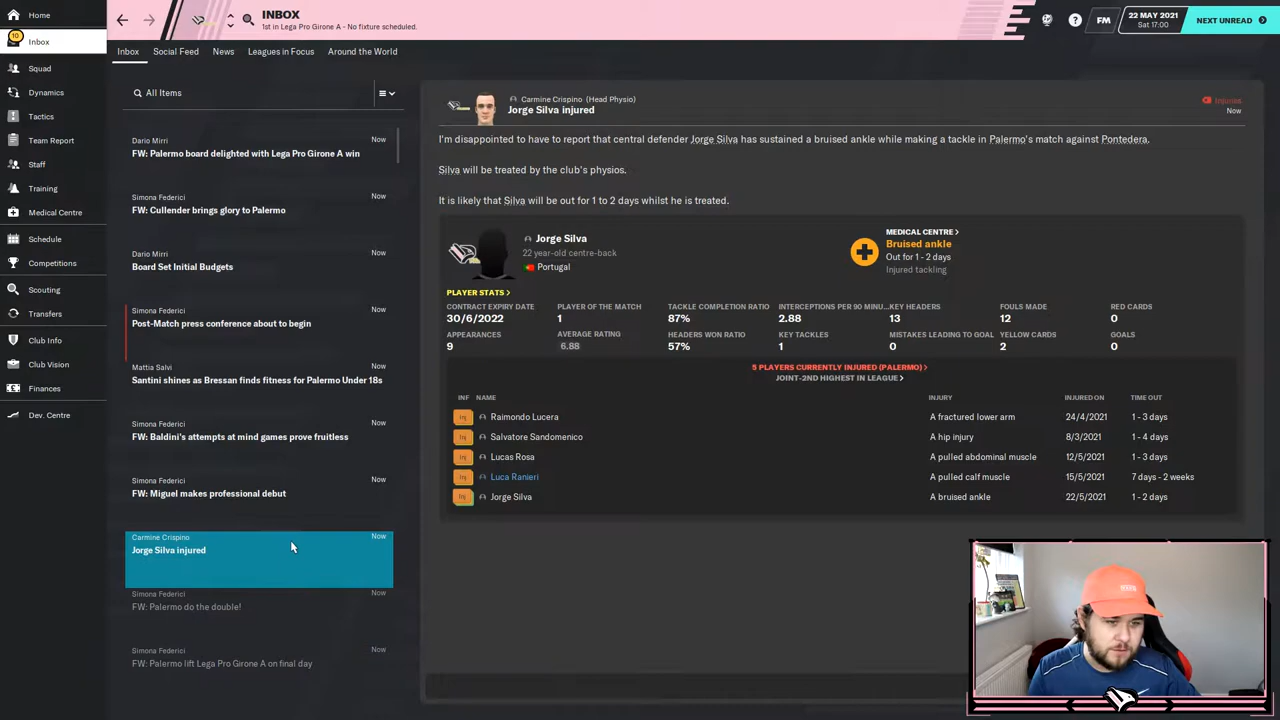 Home
INBOX
1st in Lega Pro Girone A - No fixture scheduled.
FM
22 MAY 2021
Sat 17:00
NEXT UNREAD
10
Inbox
Inbox
Social Feed
News
Leagues in Focus
Around the World
Squad
Dynamics
Tactics
Team Report
Staff
Training
Medical Centre
Schedule
Competitions
Scouting
Transfers
Club Info
Club Vision
Finances
Dev. Centre
All Items
Dario Mirri
Now
FW: Palermo board delighted with Lega Pro Girone A win
Simona Federici
Now
FW: Cullender brings glory to Palermo
Dario Mirri
Now
Board Set Initial Budgets
Simona Federici
Now
Post-Match press conference about to begin
Mattia Salvi
Now
Santini shines as Bressan finds fitness for Palermo Under 18s
Simona Federici
Now
FW: Baldini's attempts at mind games prove fruitless
Simona Federici
Now
FW: Miguel makes professional debut
Carmine Crispino
Now
Jorge Silva injured
Simona Federici
Now
FW: Palermo do the double!
Simona Federici
Now
FW: Palermo lift Lega Pro Girone A on final day
Carmine Crispino (Head Physio)
Jorge Silva injured
Injuries
Now
I'm disappointed to have to report that central defender Jorge Silva has sustained a bruised ankle while making a tackle in Palermo's match against Pontedera.
Silva will be treated by the club's physios.
It is likely that Silva will be out for 1 to 2 days whilst he is treated.
Jorge Silva
22 year-old centre-back
Portugal
MEDICAL CENTRE >
Bruised ankle
Out for 1 - 2 days
Injured tackling
PLAYER STATS >
CONTRACT EXPIRY DATE
30/6/2022
PLAYER OF THE MATCH
1
TACKLE COMPLETION RATIO
87%
INTERCEPTIONS PER 90 MINU...
2.88
KEY HEADERS
13
FOULS MADE
12
RED CARDS
0
APPEARANCES
9
AVERAGE RATING
6.88
HEADERS WON RATIO
57%
KEY TACKLES
1
MISTAKES LEADING TO GOAL
0
YELLOW CARDS
2
GOALS
0
5 PLAYERS CURRENTLY INJURED (PALERMO) >
JOINT-2ND HIGHEST IN LEAGUE >
INF NAME INJURY INJURED ON TIME OUT
Inj Raimondo Lucera A fractured lower arm 24/4/2021 1 - 3 days
Inj Salvatore Sandomenico A hip injury 8/3/2021 1 - 4 days
Inj Lucas Rosa A pulled abdominal muscle 12/5/2021 1 - 3 days
Inj Luca Ranieri A pulled calf muscle 15/5/2021 7 days - 2 weeks
Inj Jorge Silva A bruised ankle 22/5/2021 1 - 2 days